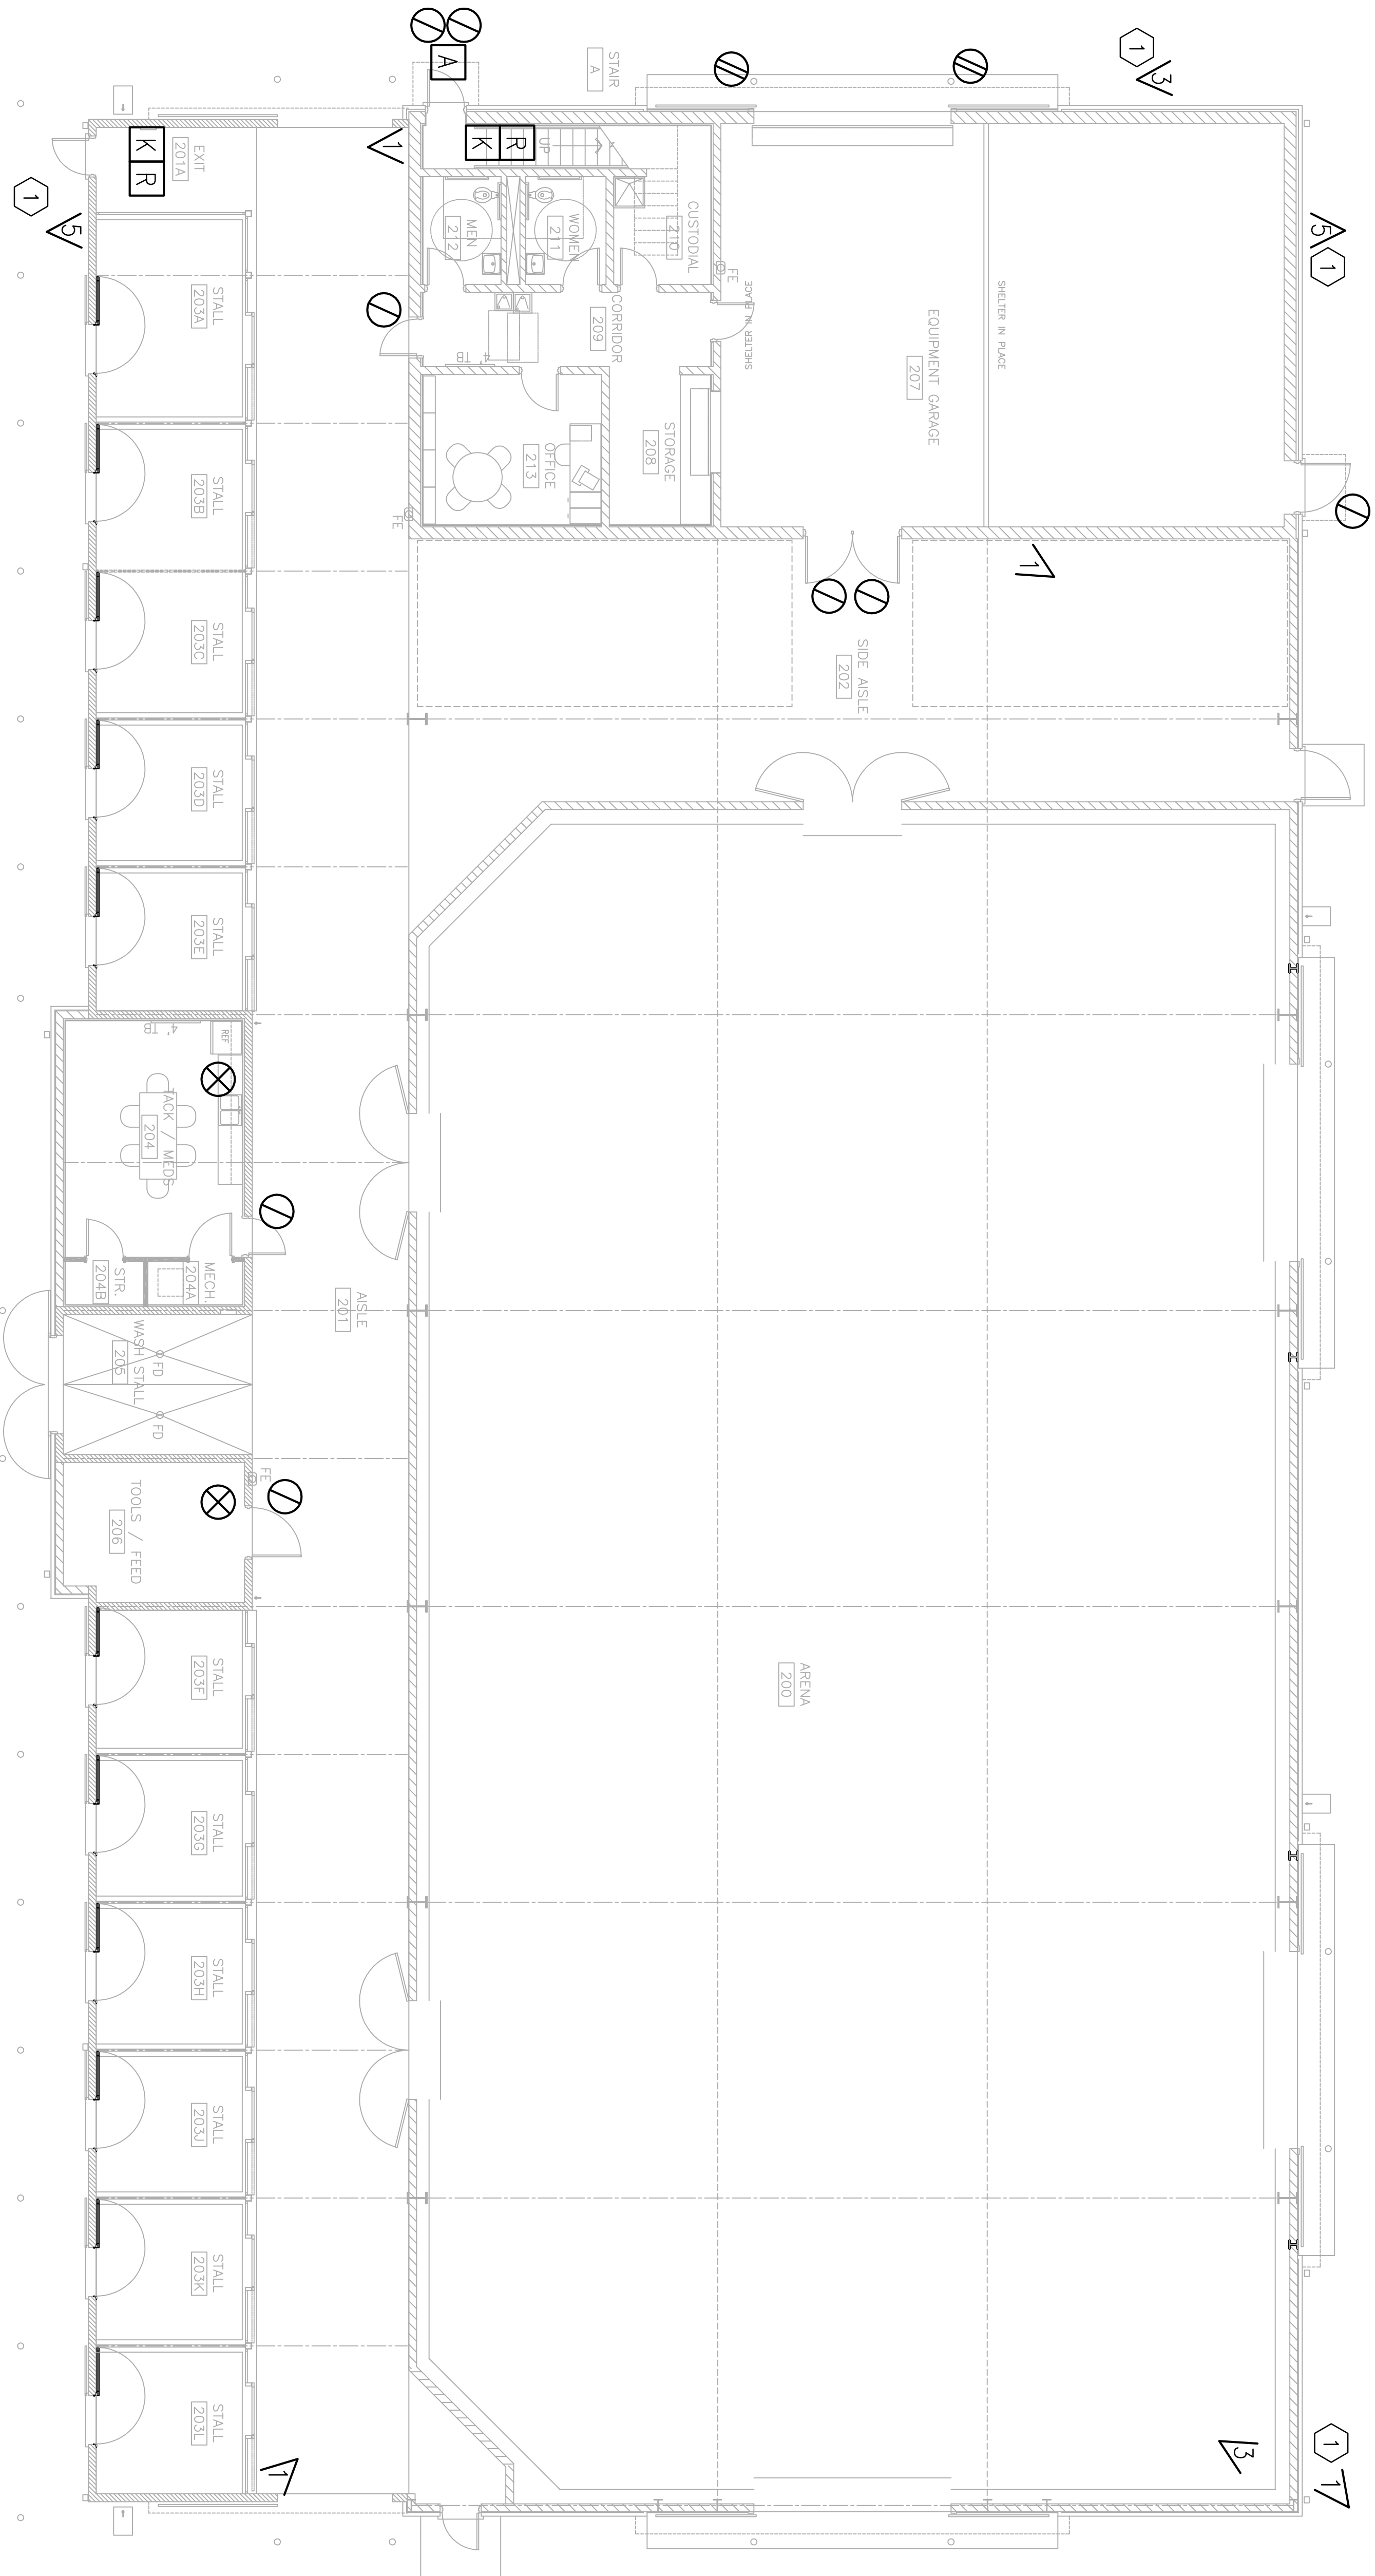 A
STAIR
A
1
3
K
R
EXIT
201A
1
K
R
UP
1
5
MEN
212
WOMEN
211
CUSTODIAL
210
FE
5
1
STALL
203A
CORRIDOR
209
SHELTER IN PLACE
EQUIPMENT GARAGE
207
SHELTER IN PLACE
4' TB
STALL
203B
OFFICE
213
STORAGE
208
FE
1
STALL
203C
SIDE AISLE
202
STALL
203D
STALL
203E
4' TB
REF
TACK / MEDS
204
STR.
204B
MECH.
204A
AISLE
201
WASH STALL
205
FD
FD
FE
TOOLS / FEED
206
STALL
203F
ARENA
200
STALL
203G
STALL
203H
STALL
203J
STALL
203K
STALL
203L
1
3
1
1